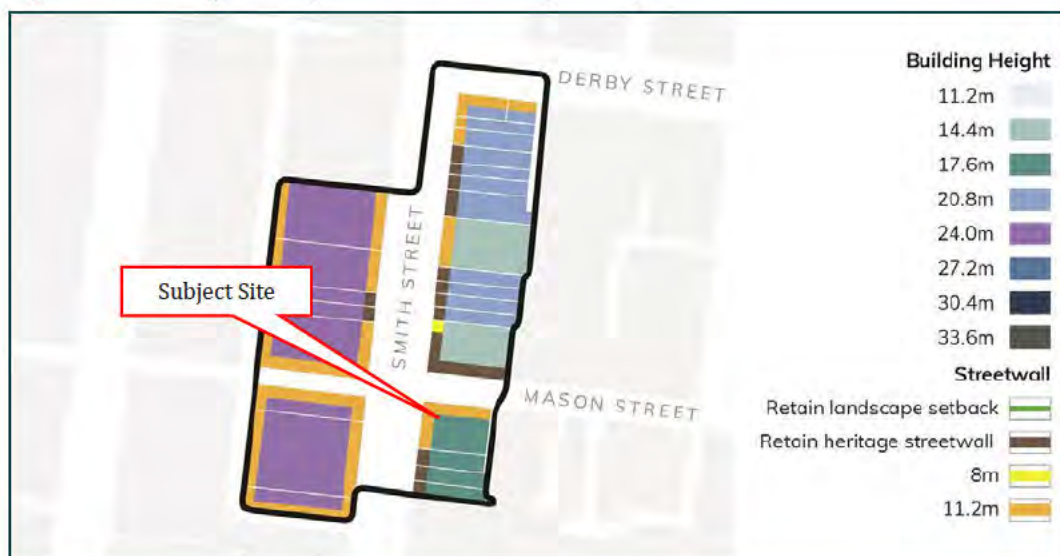 DERBY STREET
SMITH STREET
MASON STREET
Subject Site
Building Height
11.2m
14.4m
17.6m
20.8m
24.0m
27.2m
30.4m
33.6m
Streetwall
Retain landscape setback
Retain heritage streetwall
8m
11.2m